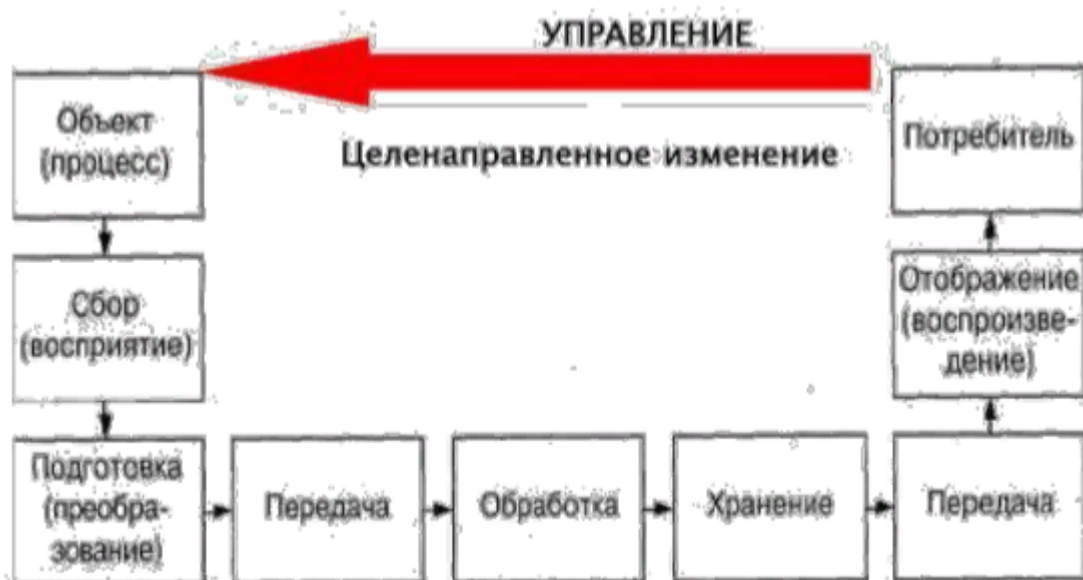 УПРАВЛЕНИЕ
Объект
(процесс)
Целенаправленное изменение
Потребитель
Сбор
(восприятие)
Отображение
(воспроизве-
дение)
Подготовка
(преобра-
зование)
Передача
Обработка
Хранение
Передача